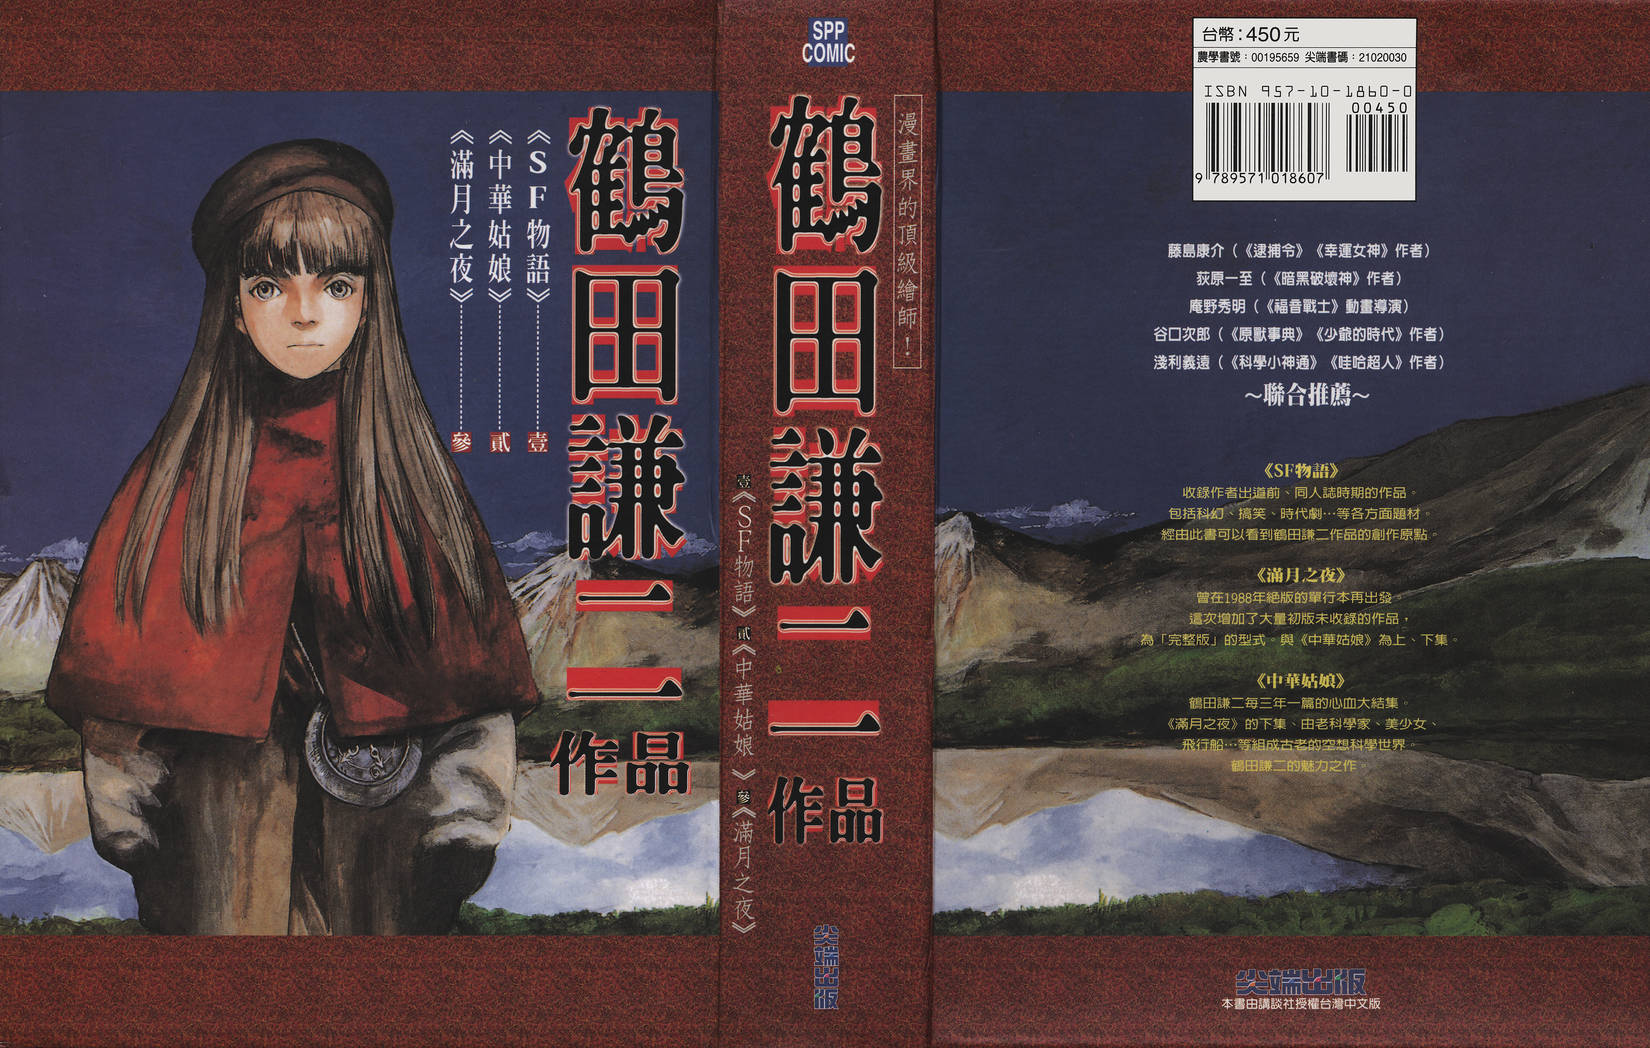 《SF物語》………壹
《中華姑娘》………貳
《滿月之夜》………參
鶴田謙二
作品
SPP
COMIC
漫畫界的頂級繪師！
鶴田謙二
作品
壹《SF物語》貳《中華姑娘》參《滿月之夜》
尖端出版
台幣：450元
農學書號：00195659 尖端書碼：21020030
ISBN 957-10-1860-0
00450
9 789571 018607
藤島康介（《逮捕令》《幸運女神》作者）
荻原一至（《暗黑破壞神》作者）
庵野秀明（《福音戰士》動畫導演）
谷口次郎（《原獸事典》《少爺的時代》作者）
淺利義遠（《科學小神通》《哇哈超人》作者）
～聯合推薦～
《SF物語》
收錄作者出道前、同人誌時期的作品。
包括科幻、搞笑、時代劇…等各方面題材。
經由此書可以看到鶴田謙二作品的創作原點。
《滿月之夜》
曾在1988年絕版的單行本再出發。
這次增加了大量初版未收錄的作品，
為「完整版」的型式。與《中華姑娘》為上、下集。
《中華姑娘》
鶴田謙二每三年一篇的心血大結集。
《滿月之夜》的下集、由老科學家、美少女、
飛行船…等組成古老的空想科學世界。
鶴田謙二的魅力之作。
尖端出版
本書由講談社授權台灣中文版